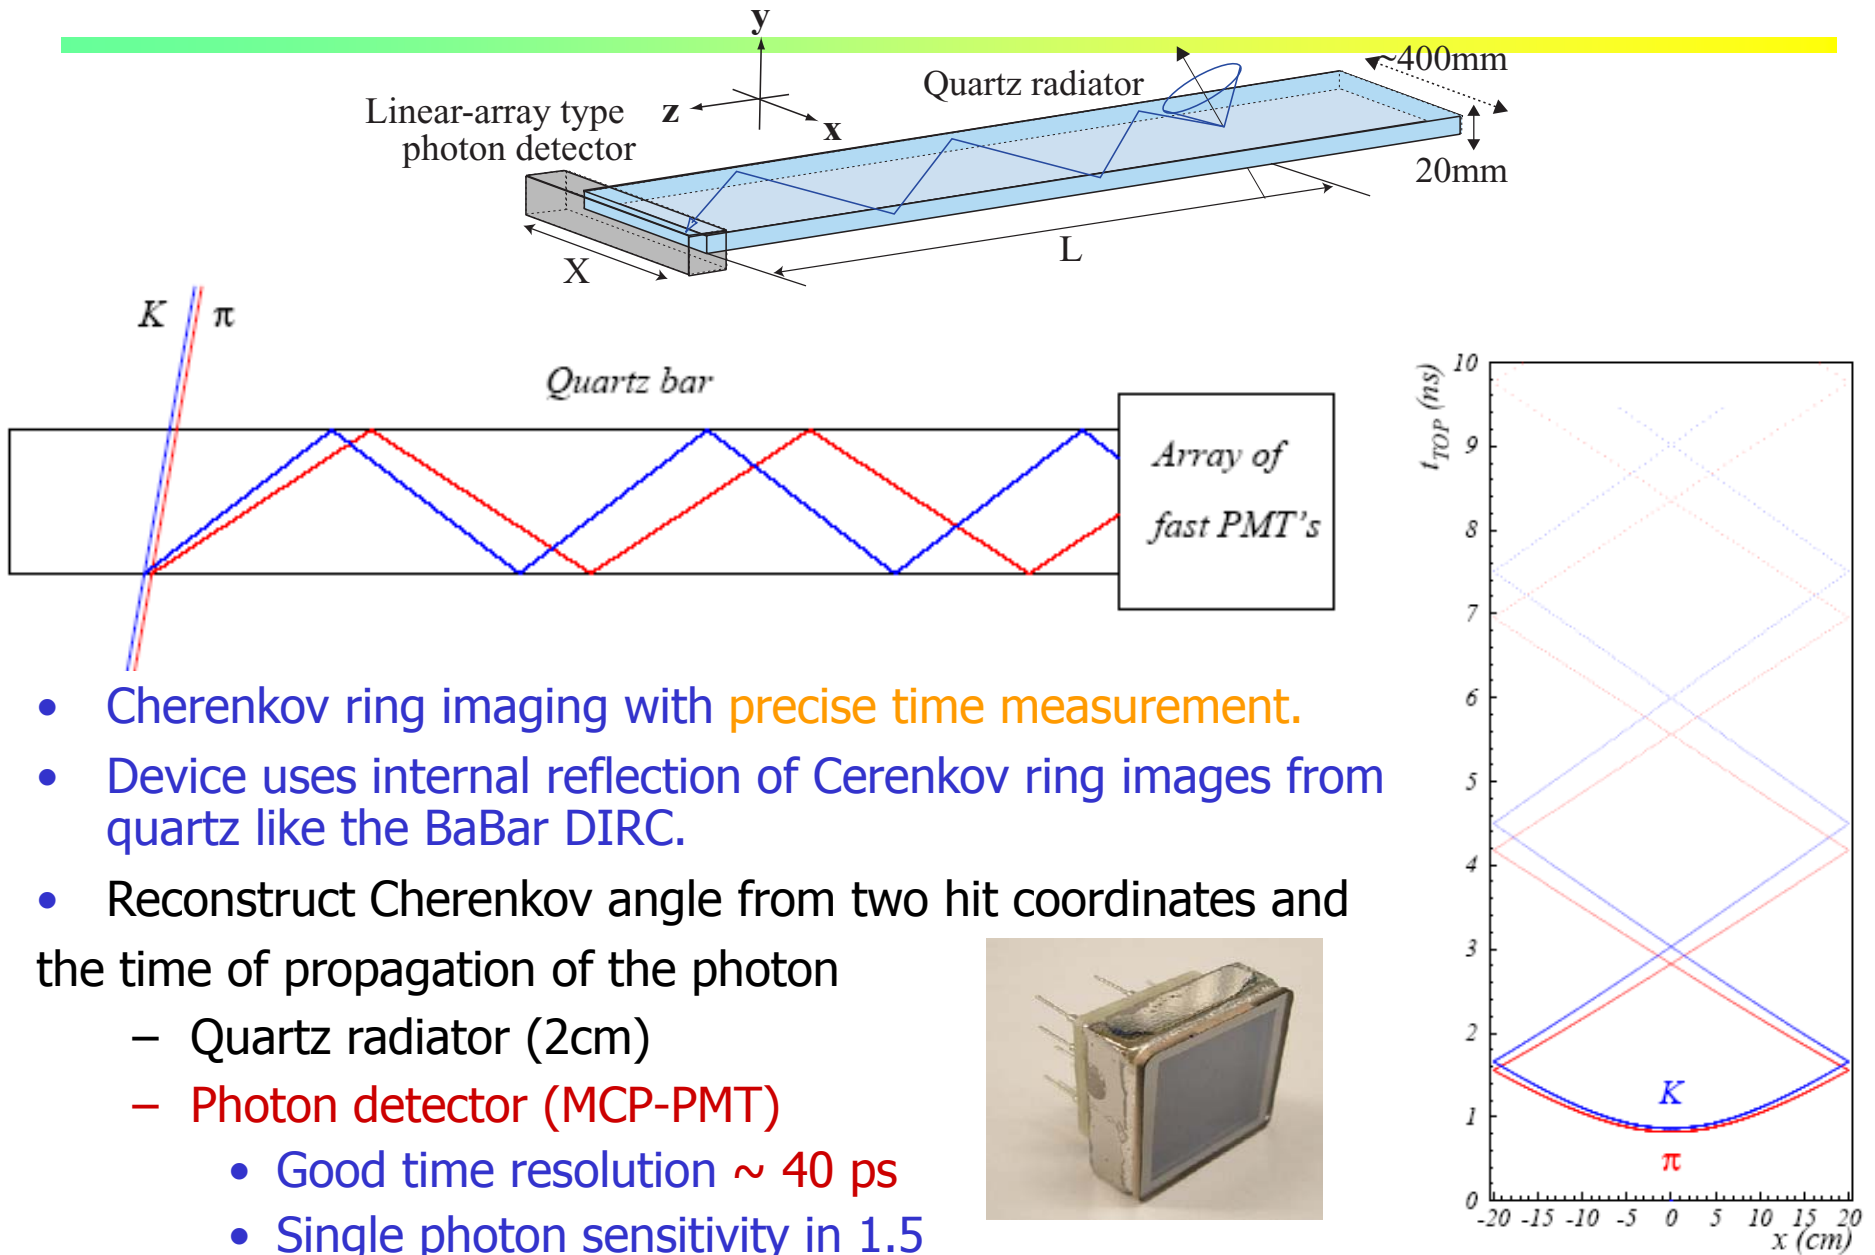 y
~400mm
Quartz radiator
Linear-array type
photon detector
z
x
20mm
L
X
K π
Quartz bar
Array of
fast PMT's
• Cherenkov ring imaging with precise time measurement.
• Device uses internal reflection of Cerenkov ring images from
quartz like the BaBar DIRC.
• Reconstruct Cherenkov angle from two hit coordinates and
the time of propagation of the photon
– Quartz radiator (2cm)
– Photon detector (MCP-PMT)
• Good time resolution ~ 40 ps
• Single photon sensitivity in 1.5
t_TOP (ns)
10
9
8
7
6
5
4
3
2
1
0
K
π
-20 -15 -10 -5 0 5 10 15 20
x (cm)